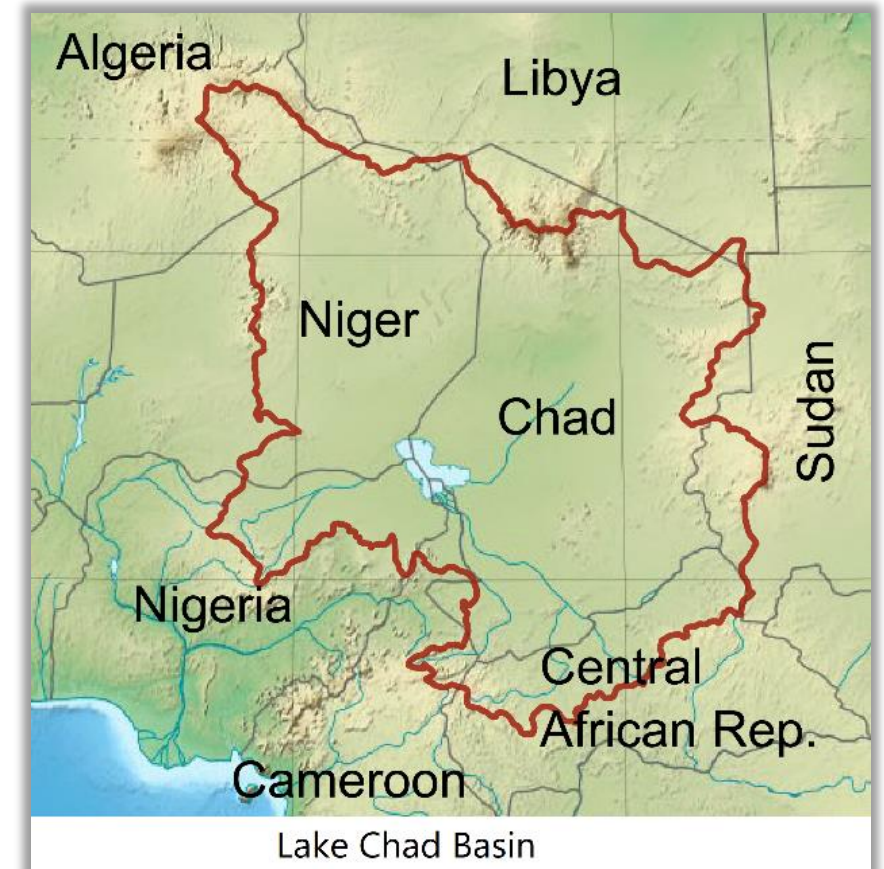 Algeria
Libya
Niger
Chad
Sudan
Nigeria
Central
African Rep.
Cameroon
Lake Chad Basin